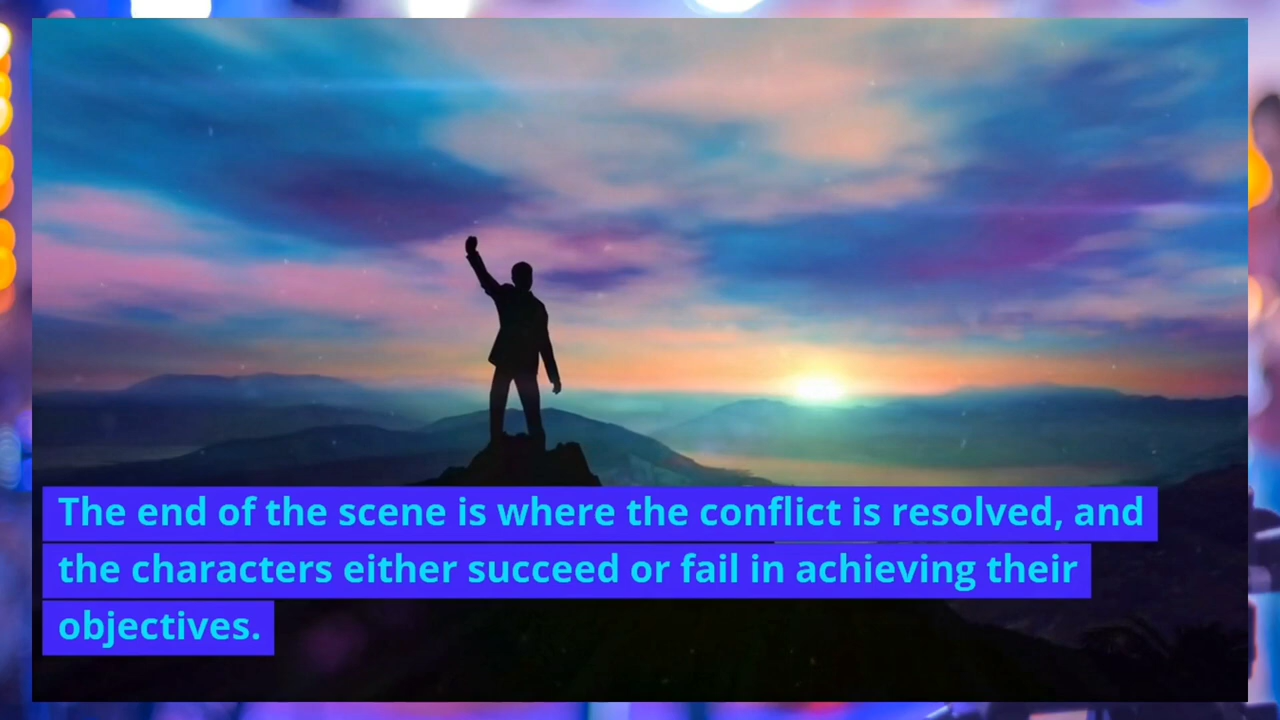 The end of the scene is where the conflict is resolved, and
the characters either succeed or fail in achieving their
objectives.